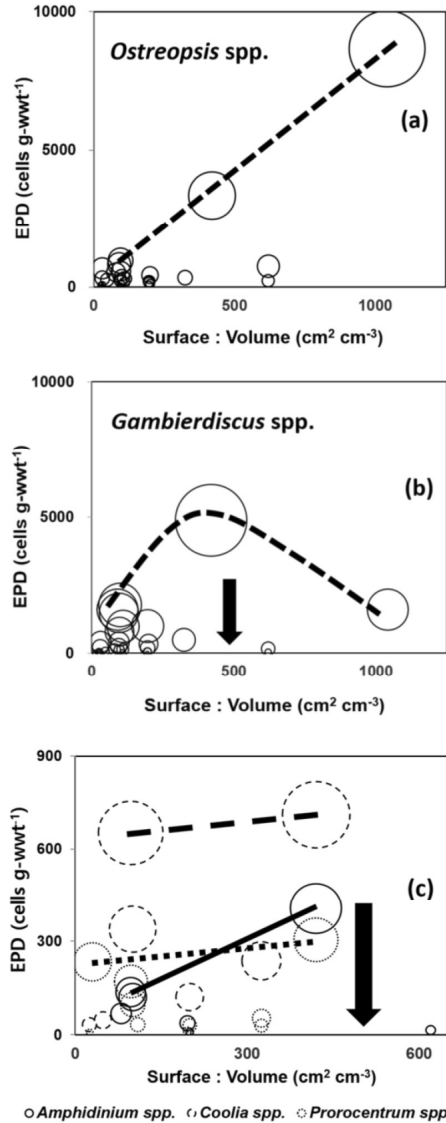 10000
Ostreopsis spp.
(a)
5000
0
EPD (cells g-wwt⁻¹)
0 500 1000
Surface : Volume (cm² cm⁻³)
10000
Gambierdiscus spp.
(b)
5000
0
EPD (cells g-wwt⁻¹)
0 500 1000
Surface : Volume (cm² cm⁻³)
900
600
(c)
300
0
EPD (cells g-wwt⁻¹)
0 300 600
Surface : Volume (cm² cm⁻³)
Amphidinium spp. Coolia spp. Prorocentrum spp.